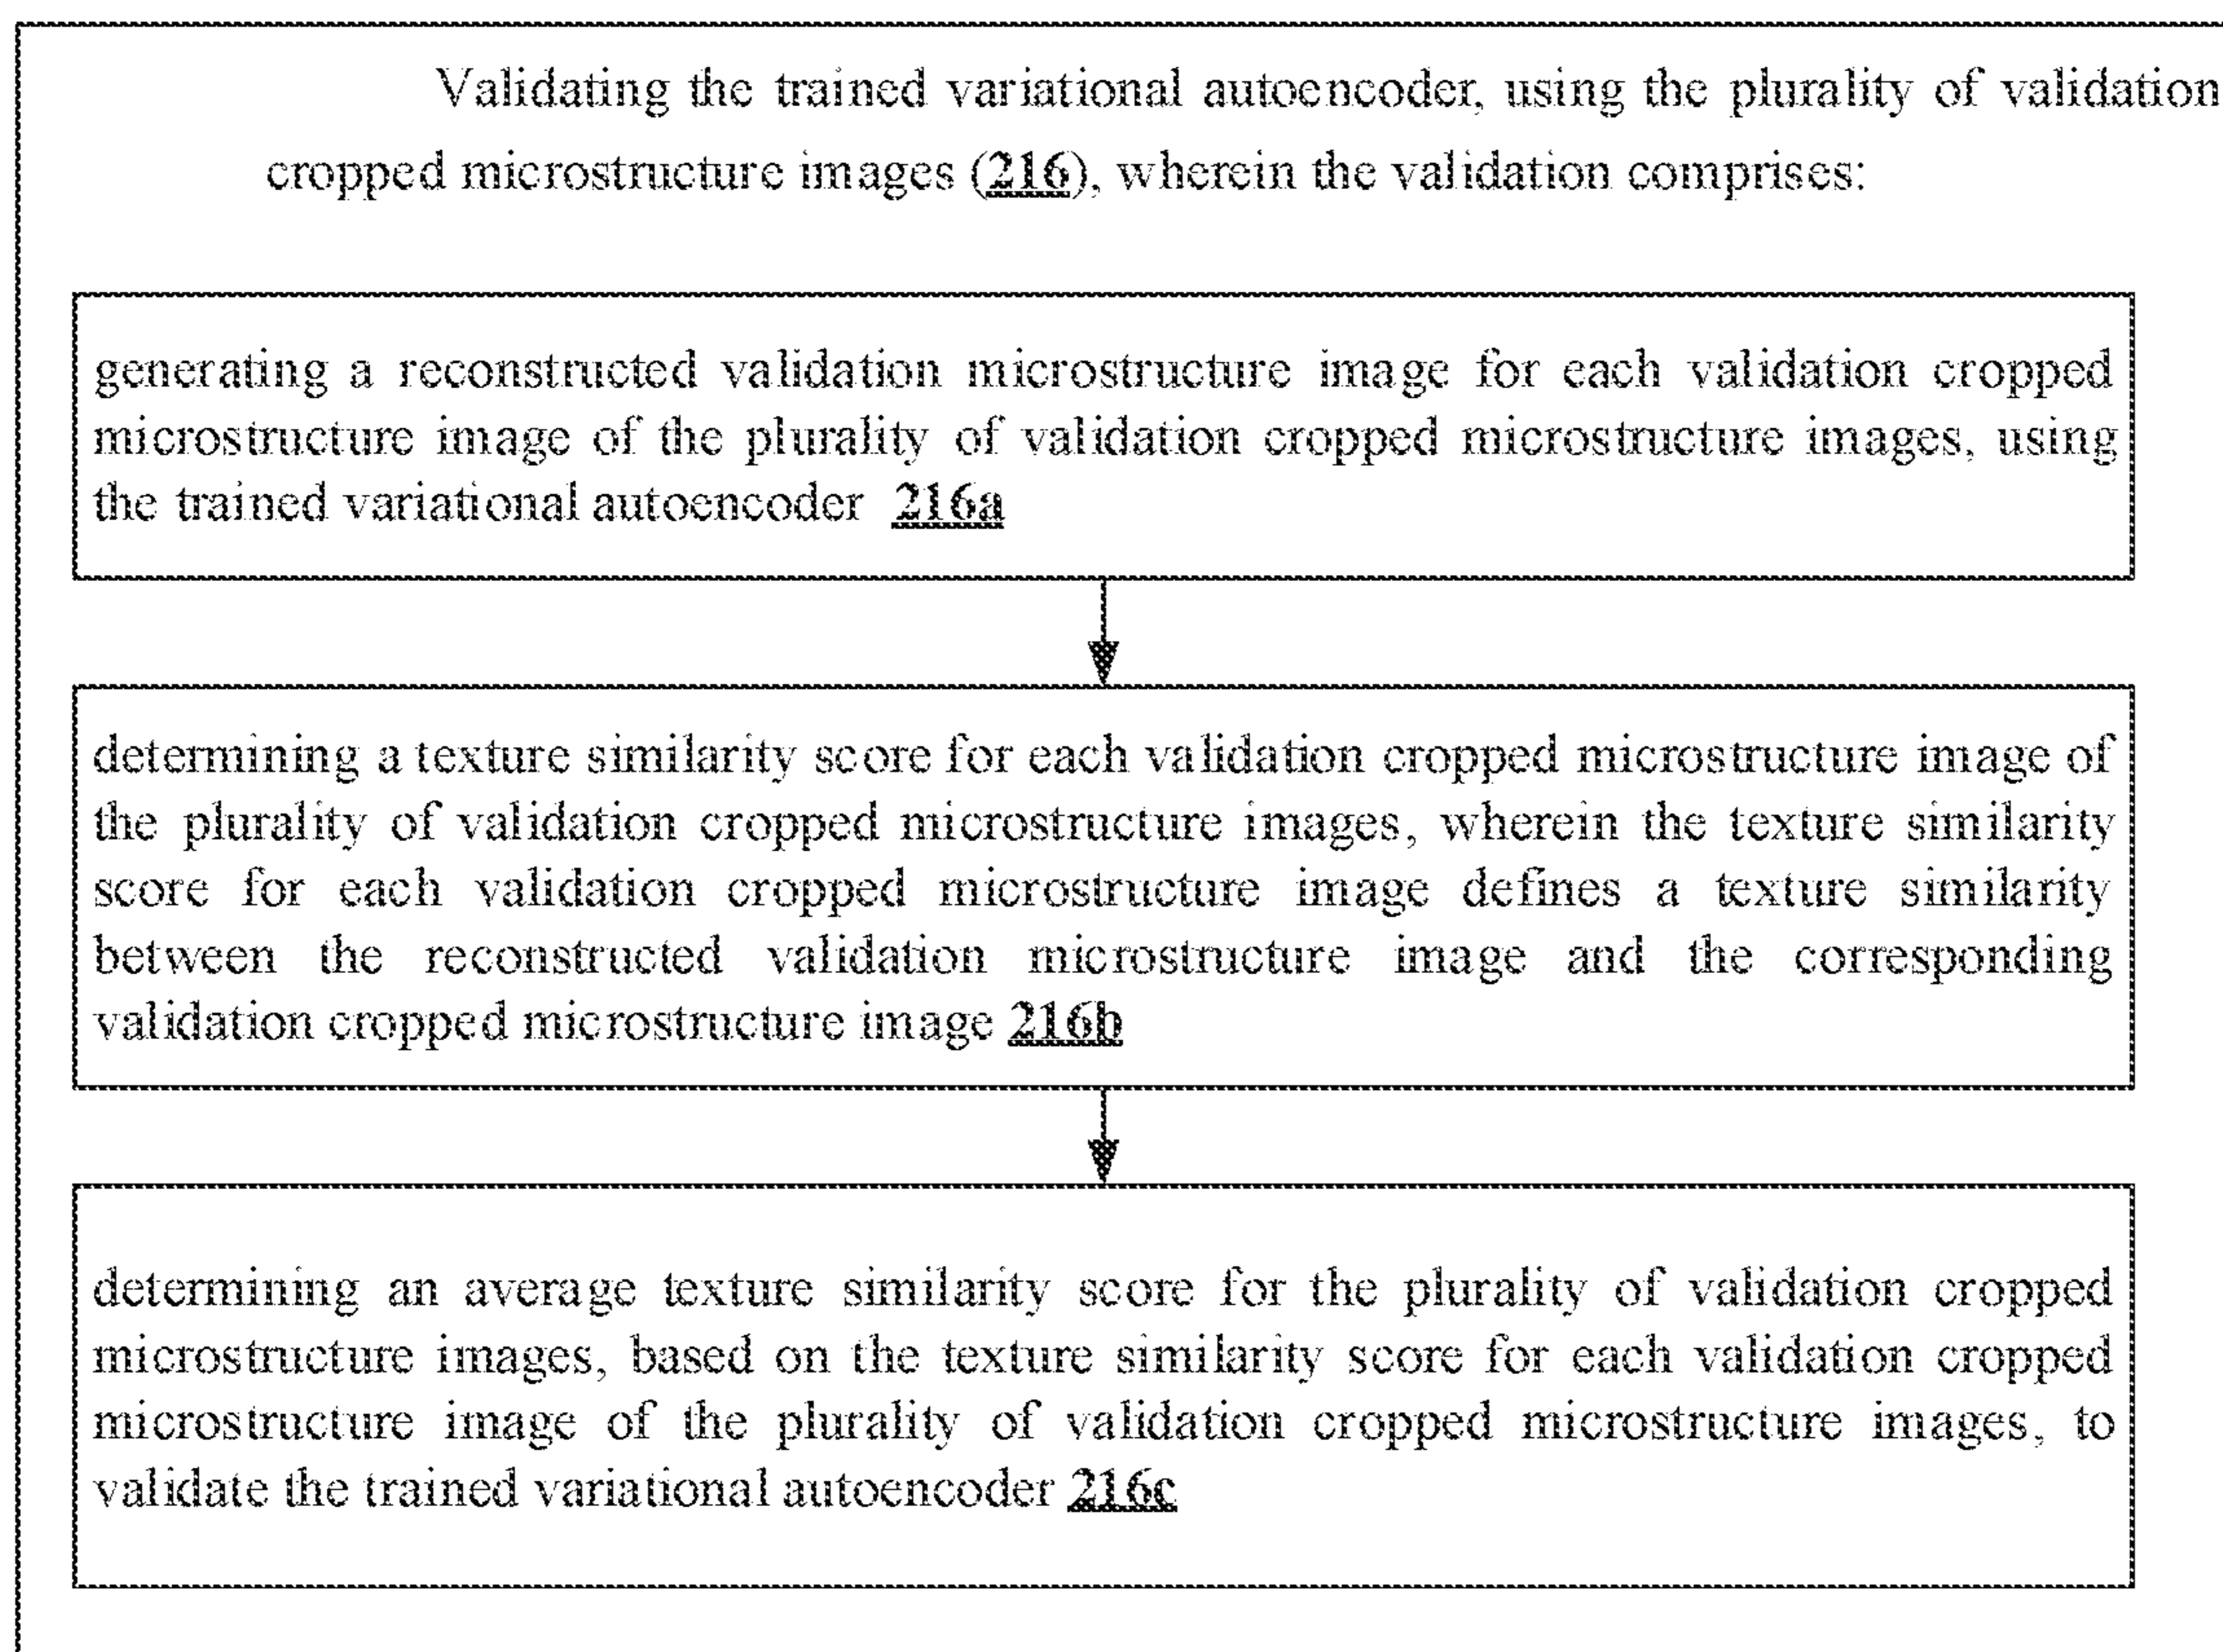 Validating the trained variational autoencoder, using the plurality of validation
cropped microstructure images (216), wherein the validation comprises:
generating a reconstructed validation microstructure image for each validation cropped
microstructure image of the plurality of validation cropped microstructure images, using
the trained variational autoencoder 216a
determining a texture similarity score for each validation cropped microstructure image of
the plurality of validation cropped microstructure images, wherein the texture similarity
score for each validation cropped microstructure image defines a texture similarity
between the reconstructed validation microstructure image and the corresponding
validation cropped microstructure image 216b
determining an average texture similarity score for the plurality of validation cropped
microstructure images, based on the texture similarity score for each validation cropped
microstructure image of the plurality of validation cropped microstructure images, to
validate the trained variational autoencoder 216c